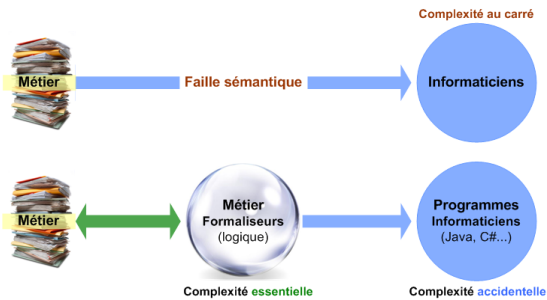 Complexité au carré
Métier
Faille sémantique
Informaticiens
Métier
Métier
Formaliseurs
(logique)
Programmes
Informaticiens
(Java, C#...)
Complexité essentielle
Complexité accidentelle